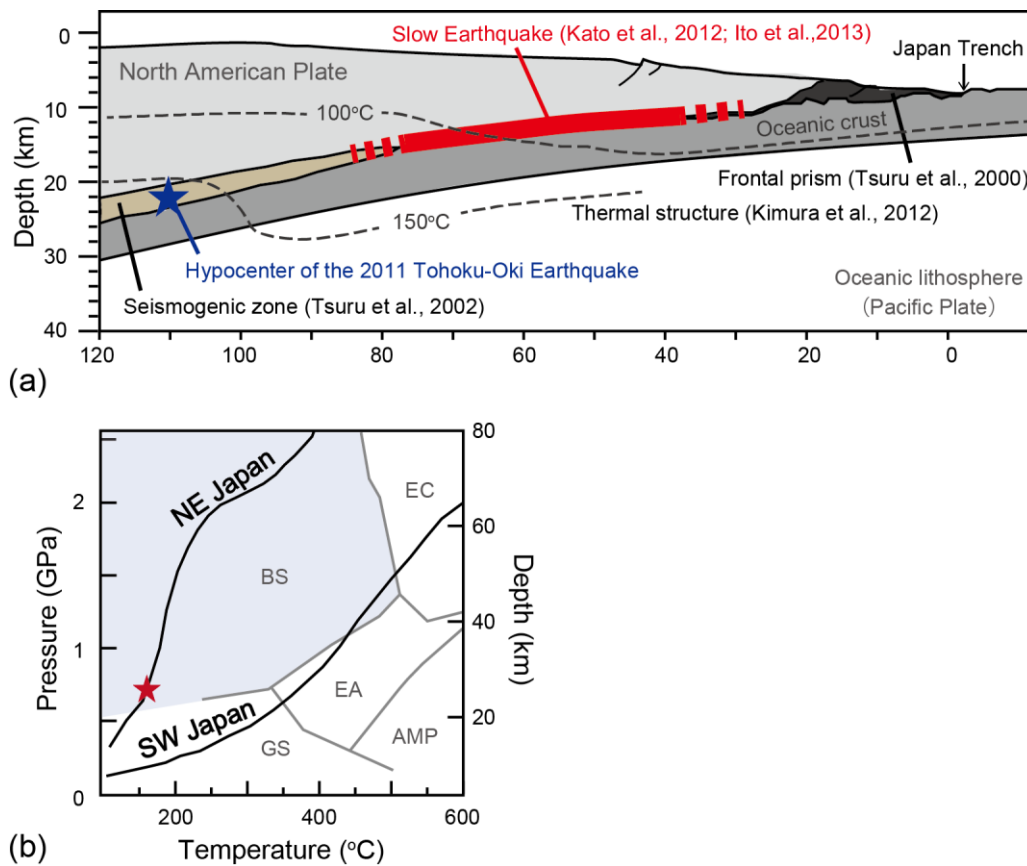 0
10
20
30
40
Depth (km)
North American Plate
Slow Earthquake (Kato et al., 2012; Ito et al.,2013)
Japan Trench
100°C
Oceanic crust
Frontal prism (Tsuru et al., 2000)
150°C
Thermal structure (Kimura et al., 2012)
Hypocenter of the 2011 Tohoku-Oki Earthquake
Seismogenic zone (Tsuru et al., 2002)
Oceanic lithosphere
(Pacific Plate)
120 100 80 60 40 20 0
(a)
NE Japan
SW Japan
BS
EC
EA
GS
AMP
2
1
0
Pressure (GPa)
80
60
40
20
Depth (km)
200 400 600
Temperature (°C)
(b)